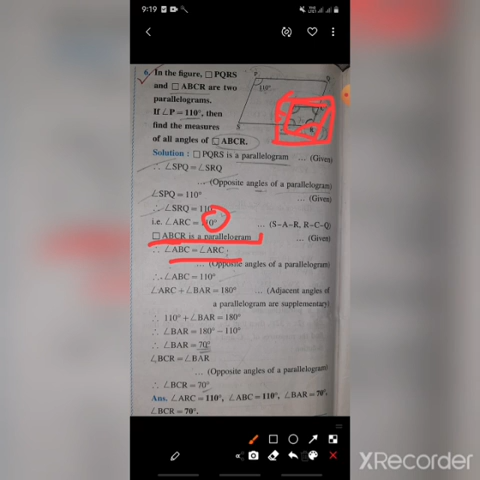 9:19
6. In the figure, □ PQRS
and □ ABCR are two
parallelograms.
If ∠P = 110°, then
find the measures
of all angles of □ ABCR.
P
110°
S
R
Solution : □ PQRS is a parallelogram ... (Given)
∴ ∠SPQ = ∠SRQ
... (Opposite angles of a parallelogram)
∠SPQ = 110° ... (Given)
∴ ∠SRQ = 110°
i.e. ∠ARC = 110° ... (S–A–R, R–C–Q)
□ ABCR is a parallelogram ... (Given)
∴ ∠ABC = ∠ARC
... (Opposite angles of a parallelogram)
∴ ∠ABC = 110°
∠ARC + ∠BAR = 180° ... (Adjacent angles of
a parallelogram are supplementary)
∴ 110° + ∠BAR = 180°
∴ ∠BAR = 180° − 110°
∴ ∠BAR = 70°
∠BCR = ∠BAR
... (Opposite angles of a parallelogram)
∴ ∠BCR = 70°
Ans. ∠ARC = 110°, ∠ABC = 110°, ∠BAR = 70°,
∠BCR = 70°.
XRecorder